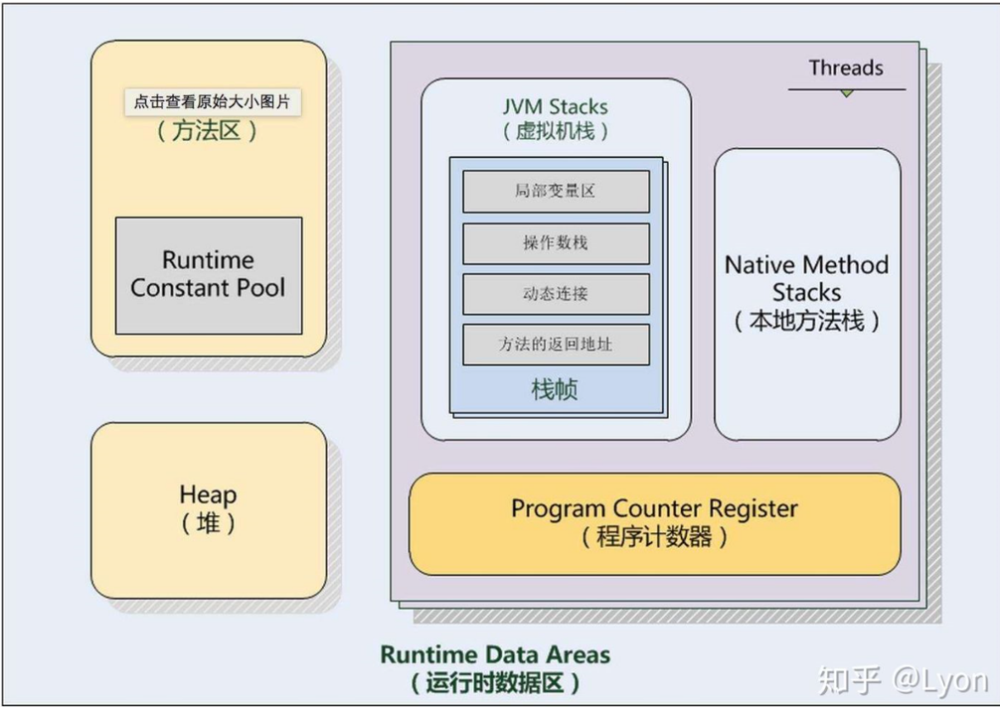 点击查看原始大小图片
（方法区）
Runtime
Constant Pool
Heap
（堆）
Threads
JVM Stacks
（虚拟机栈）
局部变量区
操作数栈
动态连接
方法的返回地址
栈帧
Native Method
Stacks
（本地方法栈）
Program Counter Register
（程序计数器）
Runtime Data Areas
（运行时数据区）
知乎 @Lyon